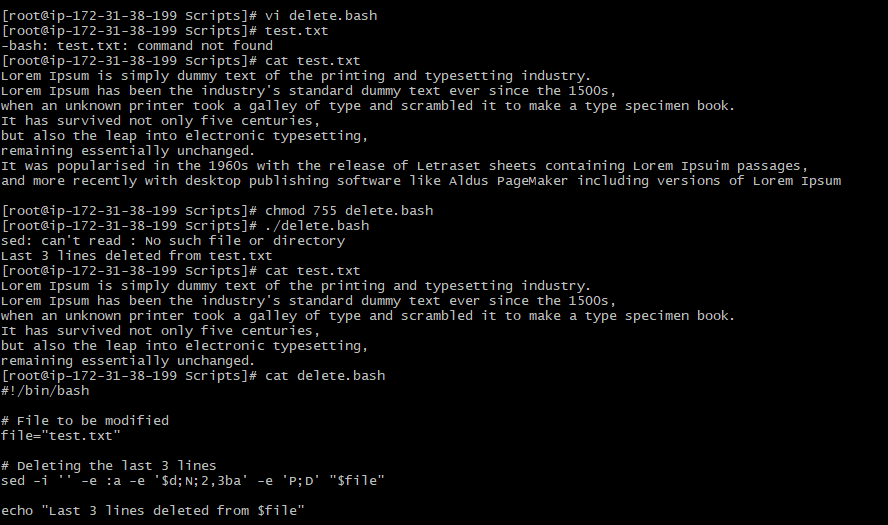 [root@ip-172-31-38-199 Scripts]# vi delete.bash
[root@ip-172-31-38-199 Scripts]# test.txt
-bash: test.txt: command not found
[root@ip-172-31-38-199 Scripts]# cat test.txt
Lorem Ipsum is simply dummy text of the printing and typesetting industry.
Lorem Ipsum has been the industry's standard dummy text ever since the 1500s,
when an unknown printer took a galley of type and scrambled it to make a type specimen book.
It has survived not only five centuries,
but also the leap into electronic typesetting,
remaining essentially unchanged.
It was popularised in the 1960s with the release of Letraset sheets containing Lorem Ipsuim passages,
and more recently with desktop publishing software like Aldus PageMaker including versions of Lorem Ipsum
[root@ip-172-31-38-199 Scripts]# chmod 755 delete.bash
[root@ip-172-31-38-199 Scripts]# ./delete.bash
sed: can't read : No such file or directory
Last 3 lines deleted from test.txt
[root@ip-172-31-38-199 Scripts]# cat test.txt
Lorem Ipsum is simply dummy text of the printing and typesetting industry.
Lorem Ipsum has been the industry's standard dummy text ever since the 1500s,
when an unknown printer took a galley of type and scrambled it to make a type specimen book.
It has survived not only five centuries,
but also the leap into electronic typesetting,
remaining essentially unchanged.
[root@ip-172-31-38-199 Scripts]# cat delete.bash
#!/bin/bash
# File to be modified
file="test.txt"
# Deleting the last 3 lines
sed -i '' -e :a -e '$d;N;2,3ba' -e 'P;D' "$file"
echo "Last 3 lines deleted from $file"